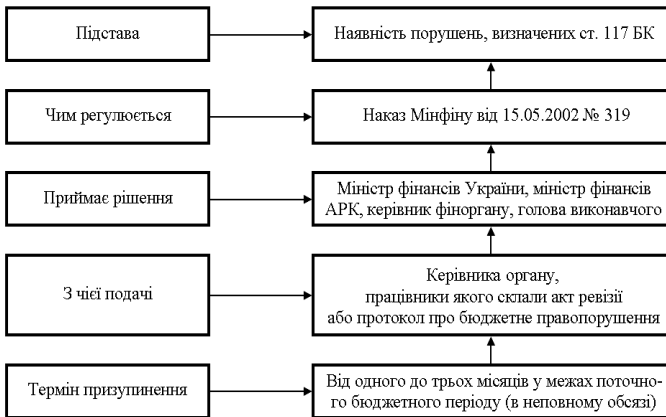 Підстава
Наявність порушень, визначених ст. 117 БК
Чим регулюється
Наказ Мінфіну від 15.05.2002 № 319
Приймає рішення
Міністр фінансів України, міністр фінансів
АРК, керівник фіноргану, голова виконавчого
З чієї подачі
Керівника органу,
працівники якого склали акт ревізії
або протокол про бюджетне правопорушення
Термін призупинення
Від одного до трьох місяців у межах поточно-
го бюджетного періоду (в неповному обсязі)